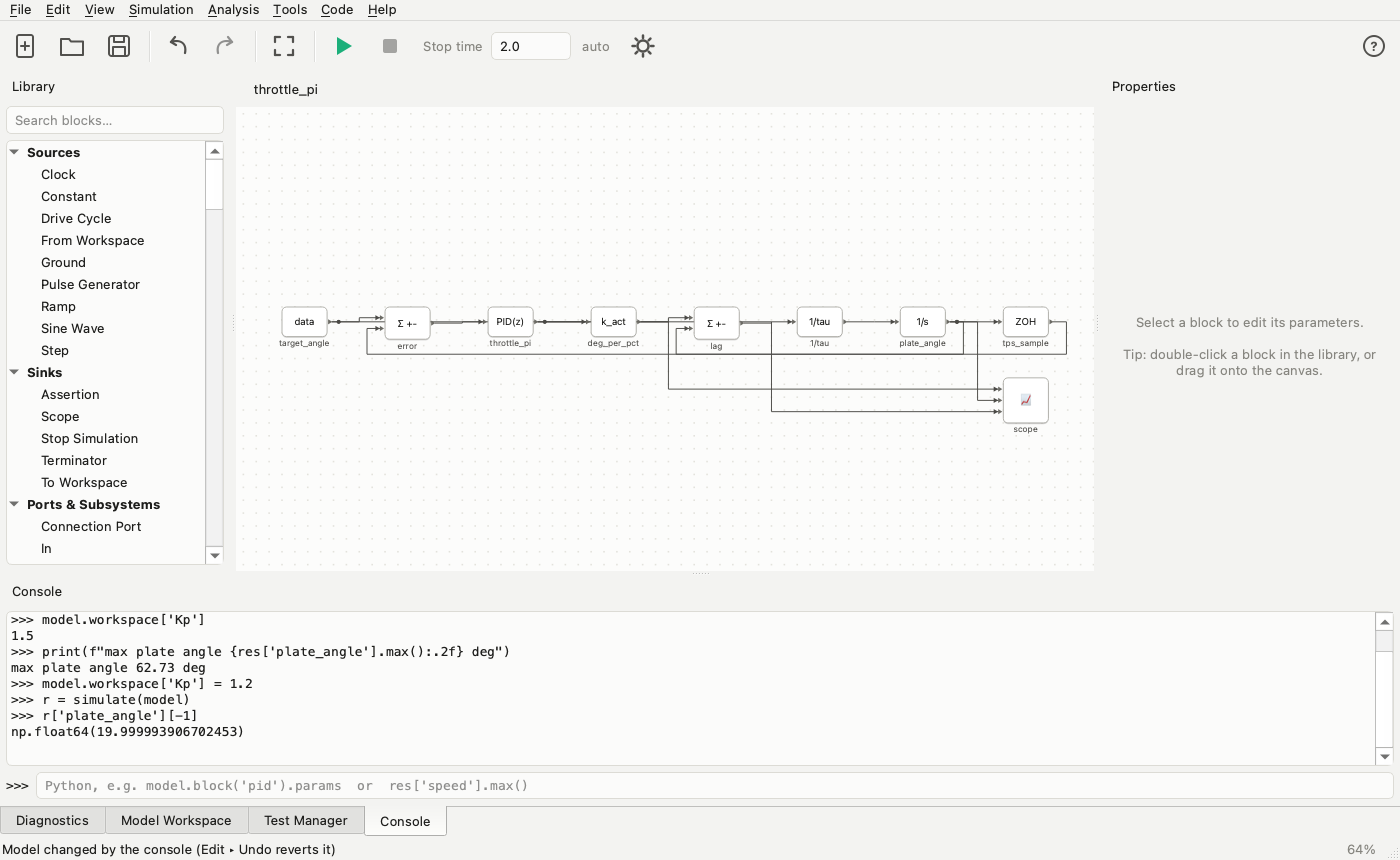 File Edit View Simulation Analysis Tools Code Help
Stop time 2.0 auto
Library
throttle_pi
Properties
Search blocks...
Sources
Clock
Constant
Drive Cycle
From Workspace
Ground
Pulse Generator
Ramp
Sine Wave
Step
Sinks
Assertion
Scope
Stop Simulation
Terminator
To Workspace
Ports & Subsystems
Connection Port
In
data
target_angle
Σ +-
error
PID(z)
throttle_pi
k_act
deg_per_pct
Σ +-
lag
1/tau
1/tau
1/s
plate_angle
ZOH
tps_sample
scope
Select a block to edit its parameters.
Tip: double-click a block in the library, or
drag it onto the canvas.
Console
>>> model.workspace['Kp']
1.5
>>> print(f"max plate angle {res['plate_angle'].max():.2f} deg")
max plate angle 62.73 deg
>>> model.workspace['Kp'] = 1.2
>>> r = simulate(model)
>>> r['plate_angle'][-1]
np.float64(19.999993906702453)
>>> Python, e.g. model.block('pid').params  or  res['speed'].max()
Diagnostics Model Workspace Test Manager Console
Model changed by the console (Edit ▸ Undo reverts it) 64%